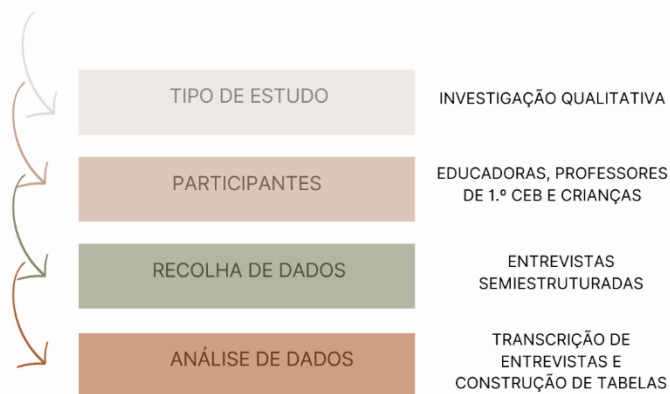 TIPO DE ESTUDO
INVESTIGAÇÃO QUALITATIVA
PARTICIPANTES
EDUCADORAS, PROFESSORES
DE 1.º CEB E CRIANÇAS
RECOLHA DE DADOS
ENTREVISTAS
SEMIESTRUTURADAS
ANÁLISE DE DADOS
TRANSCRIÇÃO DE
ENTREVISTAS E
CONSTRUÇÃO DE TABELAS